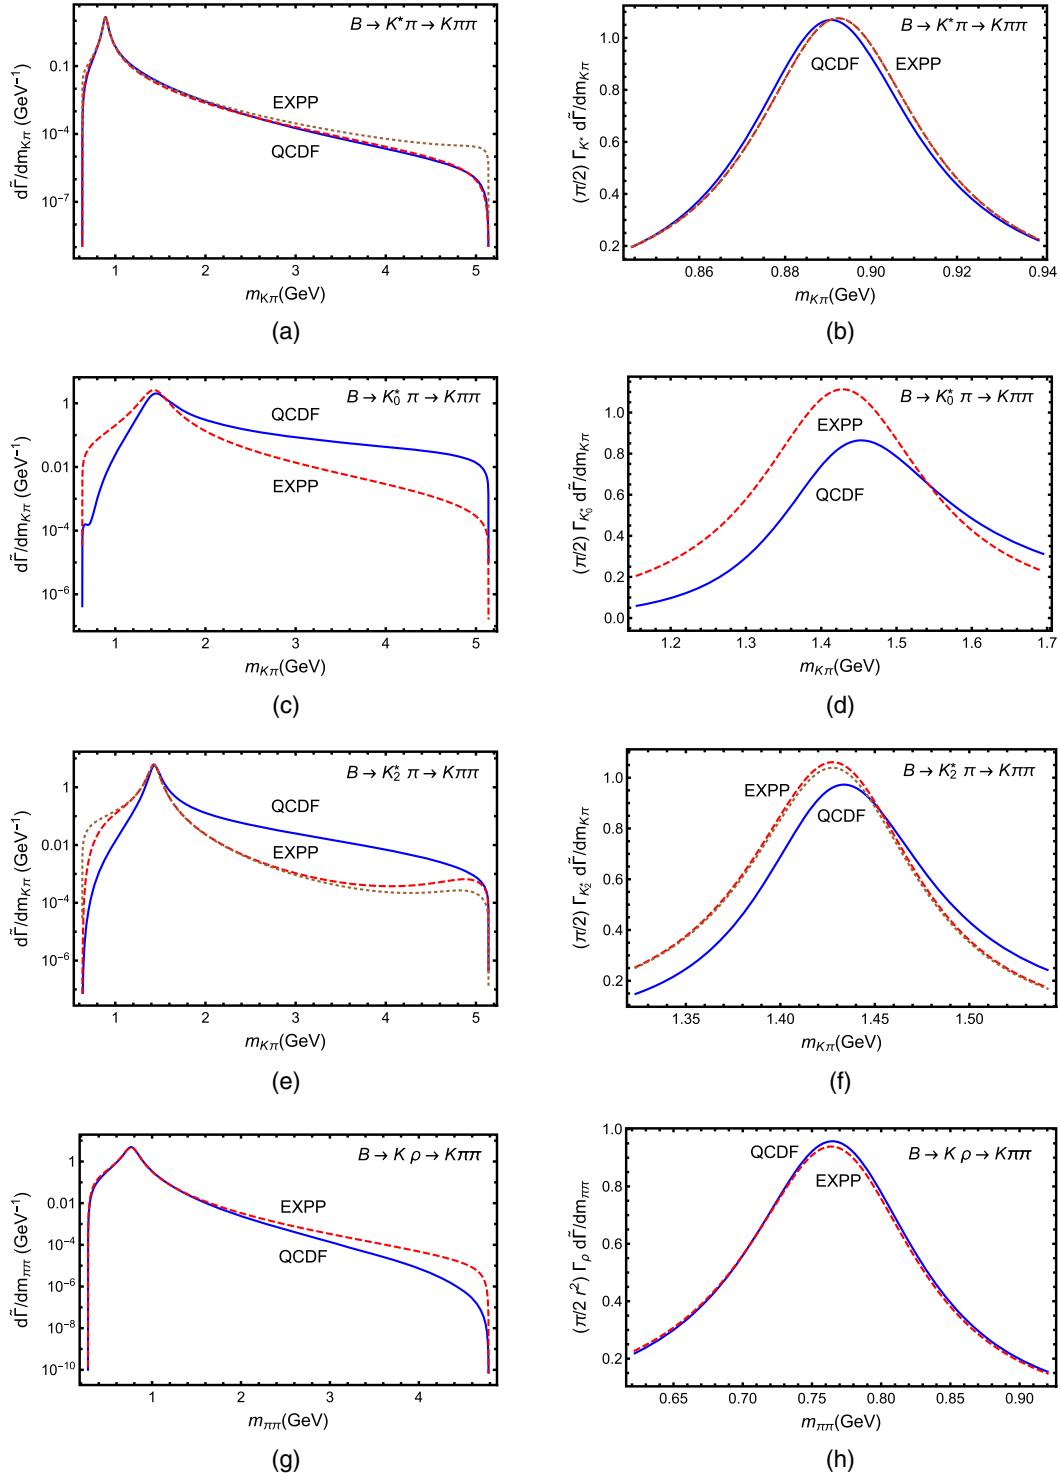 B → K* π → Kππ
EXPP
QCDF
dΓ̃/dm_Kπ (GeV⁻¹)
0.1
10⁻⁴
10⁻⁷
1 2 3 4 5
m_Kπ(GeV)
(a)
B → K* π → Kππ
QCDF EXPP
(π/2) Γ_K* dΓ̃/dm_Kπ
1.0
0.8
0.6
0.4
0.2
0.86 0.88 0.90 0.92 0.94
m_Kπ(GeV)
(b)
B → K₀* π → Kππ
QCDF
EXPP
dΓ̃/dm_Kπ (GeV⁻¹)
1
0.01
10⁻⁴
10⁻⁶
1 2 3 4 5
m_Kπ(GeV)
(c)
B → K₀* π → Kππ
EXPP
QCDF
(π/2) Γ_K₀* dΓ̃/dm_Kπ
1.0
0.8
0.6
0.4
0.2
0.0
1.2 1.3 1.4 1.5 1.6 1.7
m_Kπ(GeV)
(d)
B → K₂* π → Kππ
QCDF
EXPP
dΓ̃/dm_Kπ (GeV⁻¹)
1
0.01
10⁻⁴
10⁻⁶
1 2 3 4 5
m_Kπ(GeV)
(e)
B → K₂* π → Kππ
EXPP
QCDF
(π/2) Γ_K₂* dΓ̃/dm_Kπ
1.0
0.8
0.6
0.4
0.2
1.35 1.40 1.45 1.50
m_Kπ(GeV)
(f)
B → K ρ → Kππ
EXPP
QCDF
dΓ̃/dm_ππ (GeV⁻¹)
1
0.01
10⁻⁴
10⁻⁶
10⁻⁸
10⁻¹⁰
1 2 3 4
m_ππ(GeV)
(g)
B → K ρ → Kππ
QCDF
EXPP
(π/2 r²) Γ_ρ dΓ̃/dm_ππ
1.0
0.8
0.6
0.4
0.2
0.65 0.70 0.75 0.80 0.85 0.90
m_ππ(GeV)
(h)